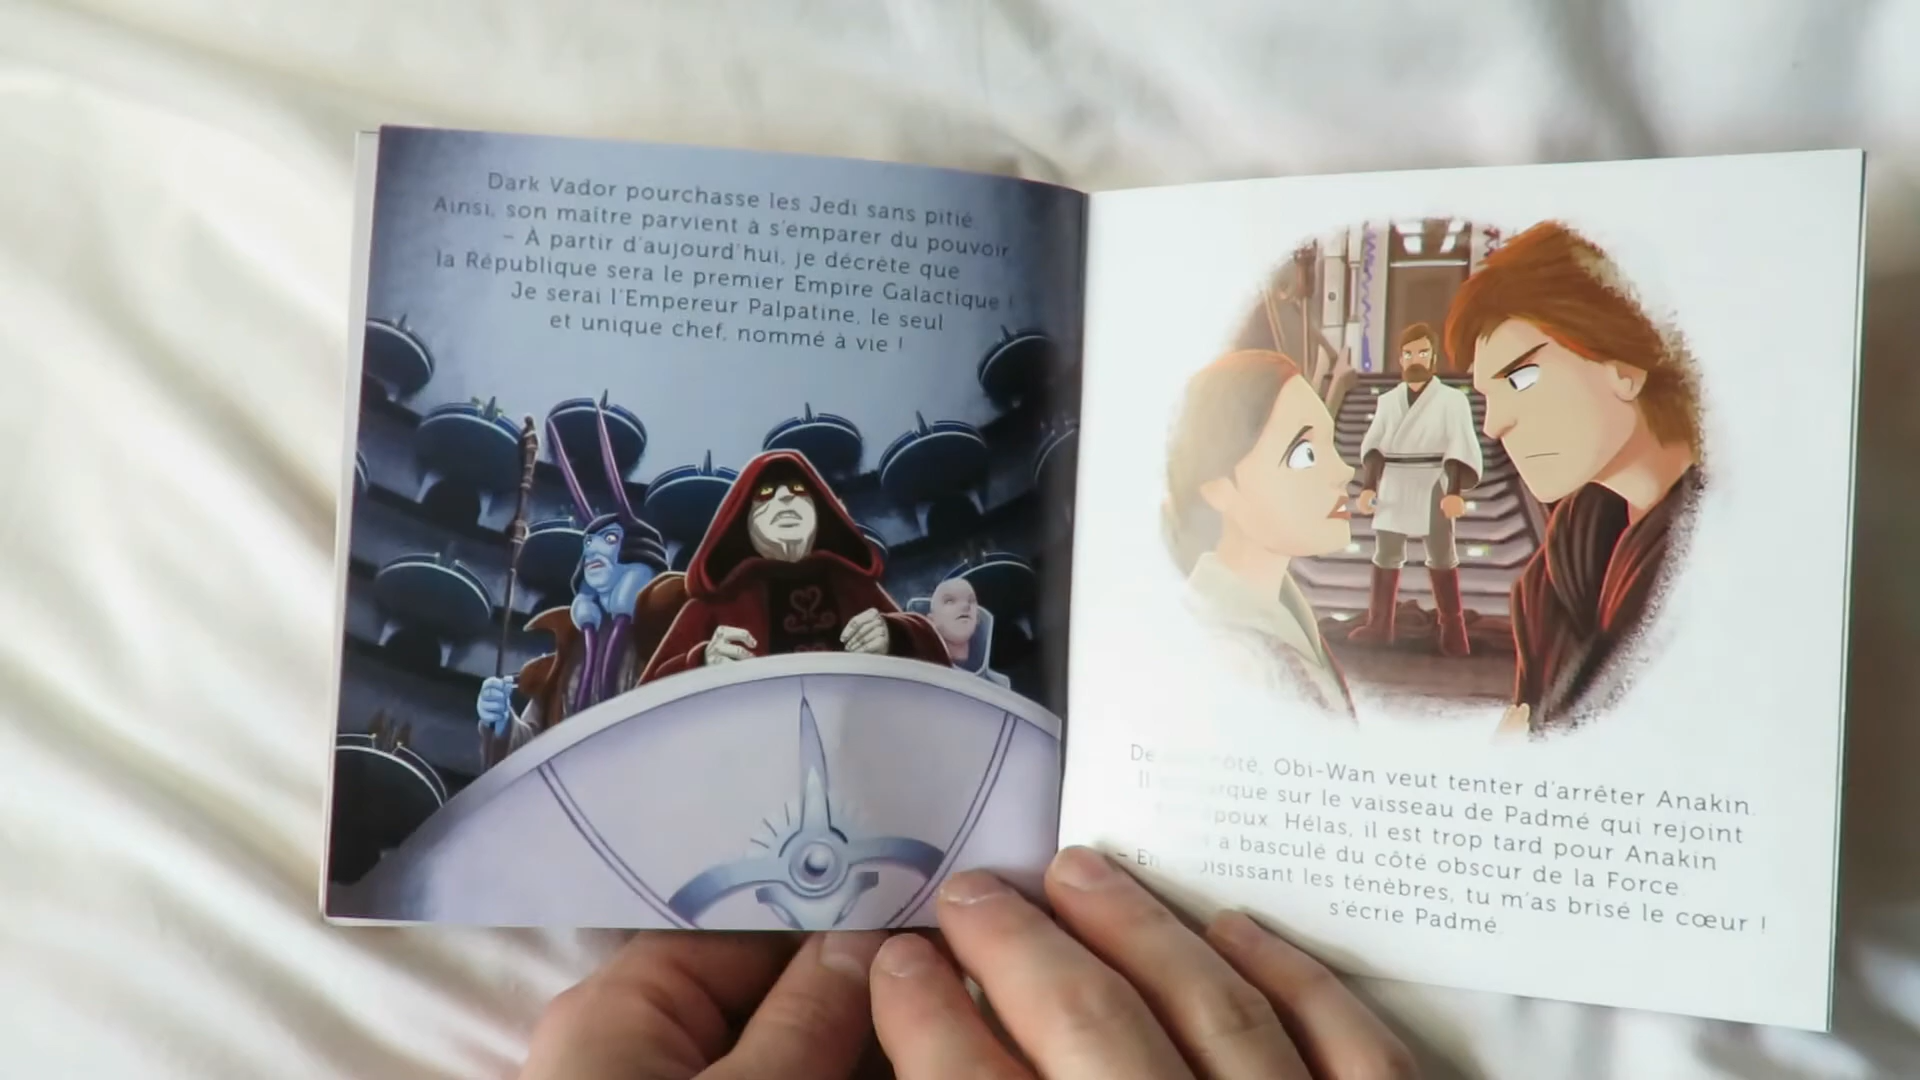 Dark Vador pourchasse les Jedi sans pitié.
Ainsi, son maître parvient à s'emparer du pouvoir.
– À partir d'aujourd'hui, je décrète que
la République sera le premier Empire Galactique !
Je serai l'Empereur Palpatine, le seul
et unique chef, nommé à vie !
De côté, Obi-Wan veut tenter d'arrêter Anakin.
Il sur le vaisseau de Padmé qui rejoint
Hélas, il est trop tard pour Anakin
a basculé du côté obscur de la Force.
– En les ténèbres, tu m'as brisé le cœur !
s'écrie Padmé.